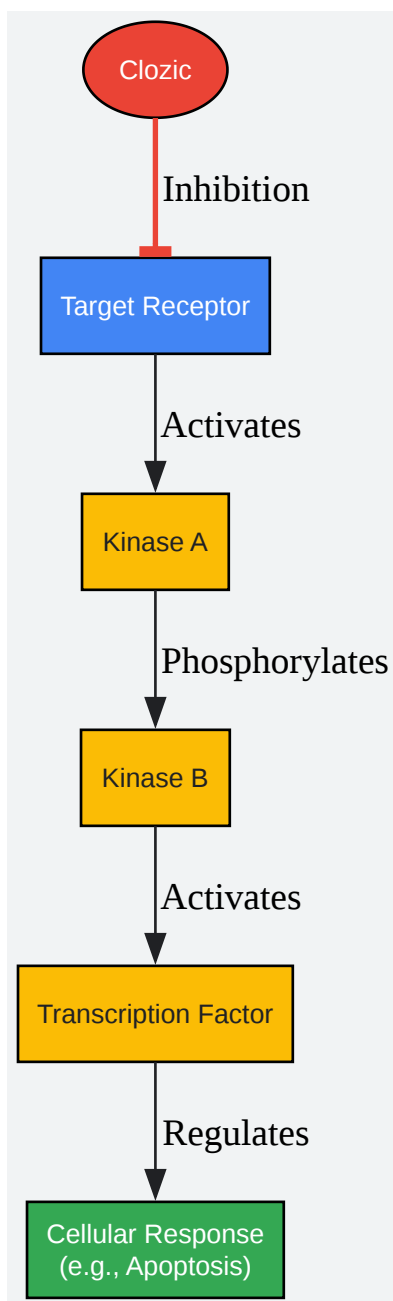 Clozic
Inhibition
Target Receptor
Activates
Kinase A
Phosphorylates
Kinase B
Activates
Transcription Factor
Regulates
Cellular Response
(e.g., Apoptosis)